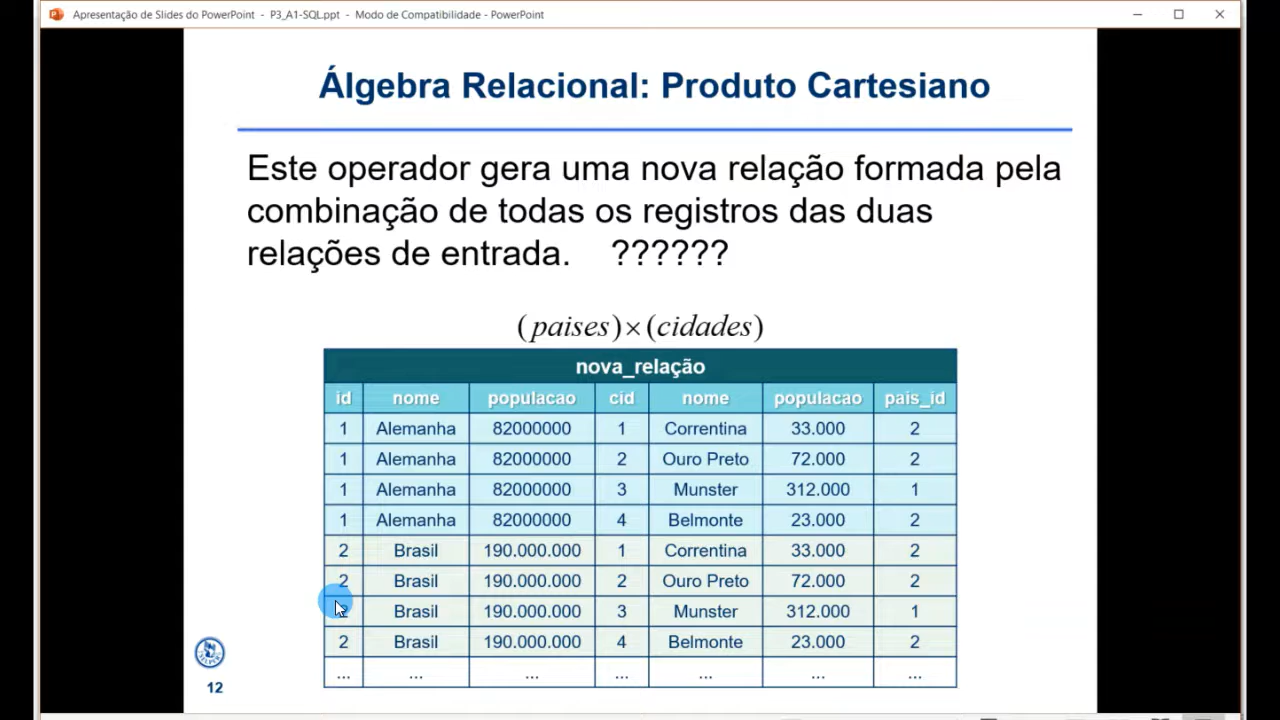 Apresentação de Slides do PowerPoint - P3_A1-SQL.ppt - Modo de Compatibilidade - PowerPoint
Álgebra Relacional: Produto Cartesiano
Este operador gera uma nova relação formada pela
combinação de todas os registros das duas
relações de entrada. ??????
(paises)×(cidades)
nova_relação
id nome populacao cid nome populacao pais_id
1 Alemanha 82000000 1 Correntina 33.000 2
1 Alemanha 82000000 2 Ouro Preto 72.000 2
1 Alemanha 82000000 3 Munster 312.000 1
1 Alemanha 82000000 4 Belmonte 23.000 2
2 Brasil 190.000.000 1 Correntina 33.000 2
2 Brasil 190.000.000 2 Ouro Preto 72.000 2
2 Brasil 190.000.000 3 Munster 312.000 1
2 Brasil 190.000.000 4 Belmonte 23.000 2
... ... ... ... ... ... ...
12